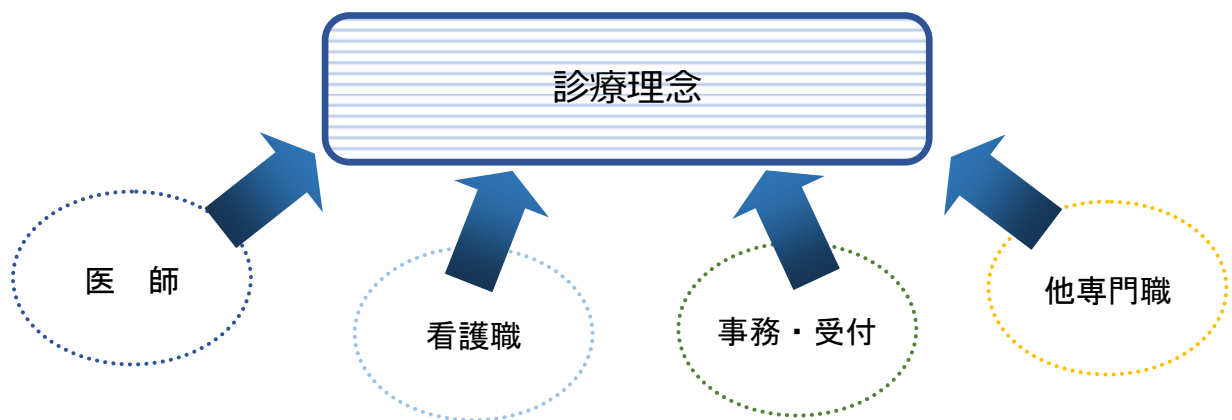 診療理念
医　師
看護職
事務・受付
他専門職